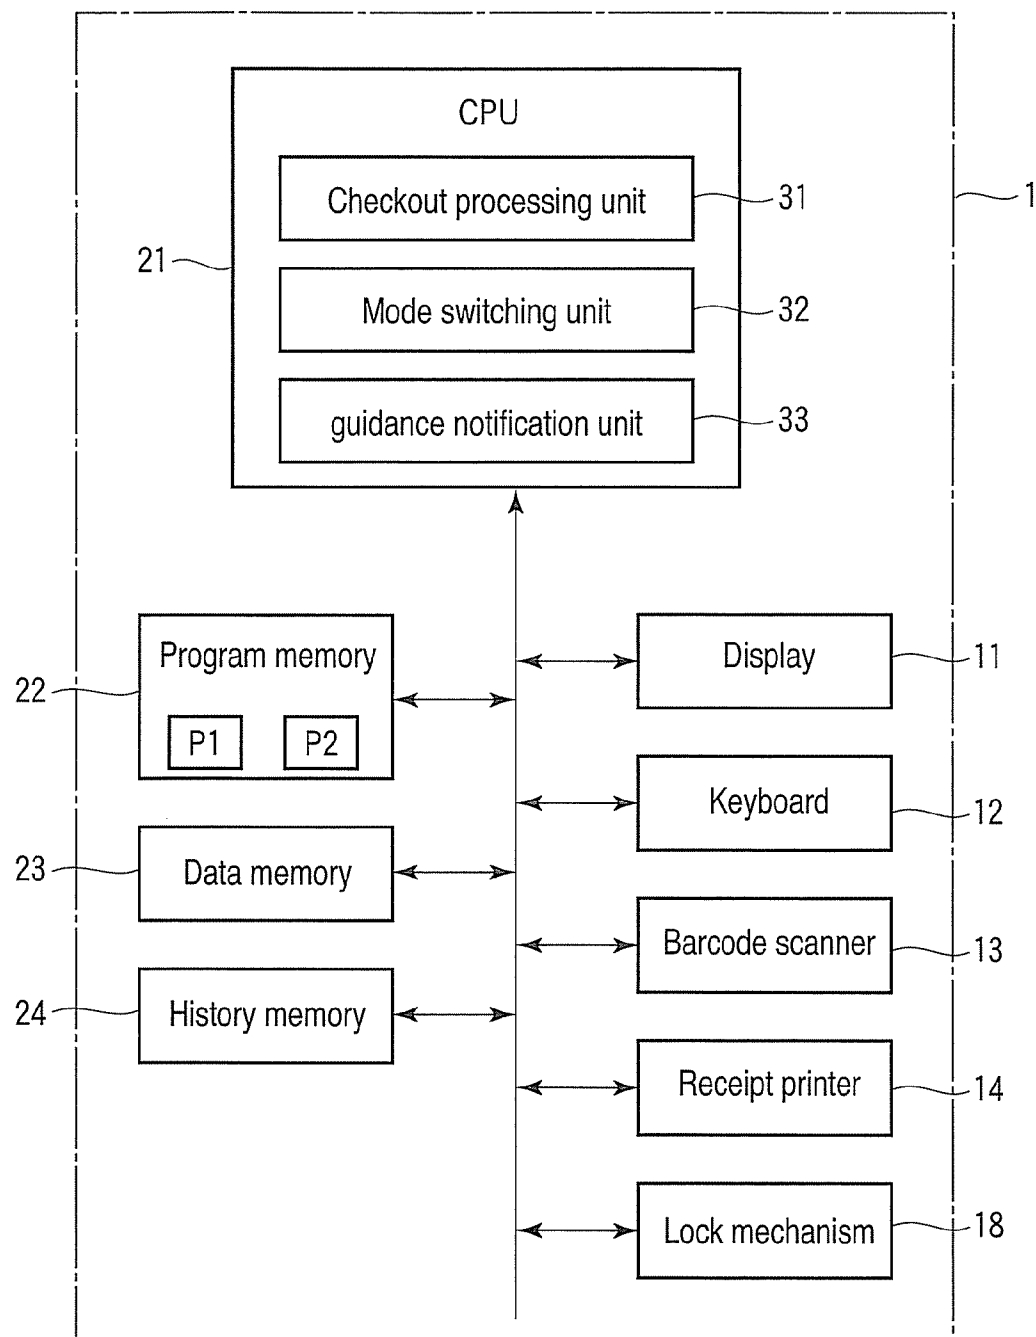 CPU
Checkout processing unit
31
1
21
Mode switching unit
32
guidance notification unit
33
Program memory
22
P1 P2
Display
11
Keyboard
12
23
Data memory
Barcode scanner
13
24
History memory
Receipt printer
14
Lock mechanism
18